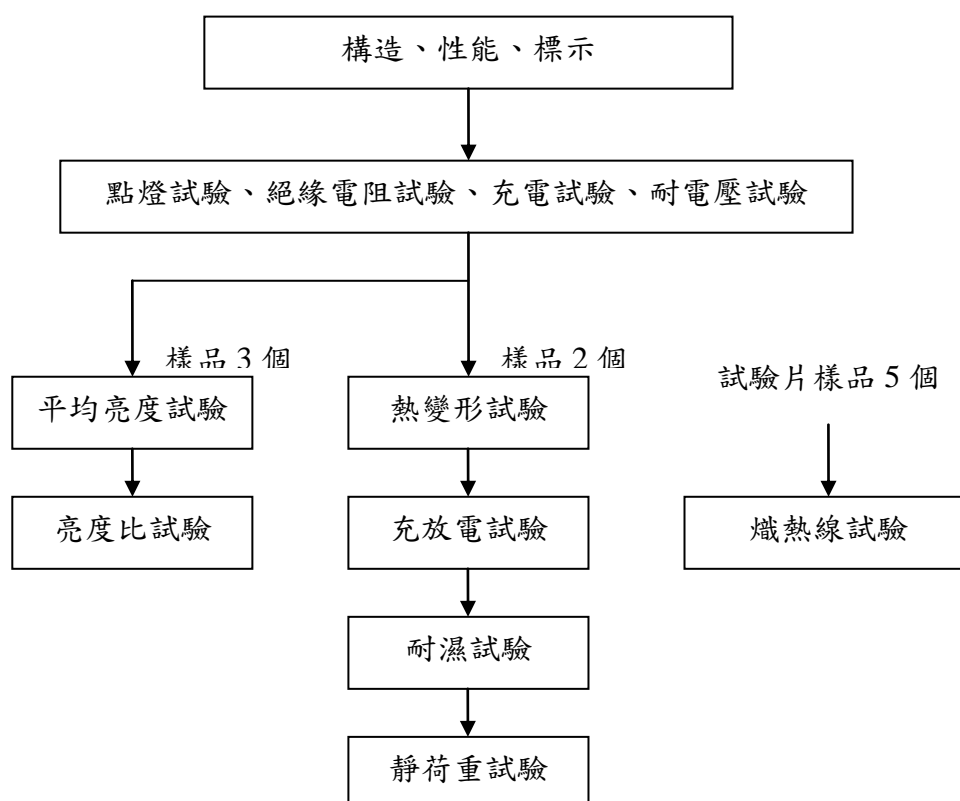 構造、性能、標示
點燈試驗、絕緣電阻試驗、充電試驗、耐電壓試驗
樣品 3 個
樣品 2 個
試驗片樣品 5 個
平均亮度試驗
熱變形試驗
亮度比試驗
充放電試驗
熾熱線試驗
耐濕試驗
靜荷重試驗